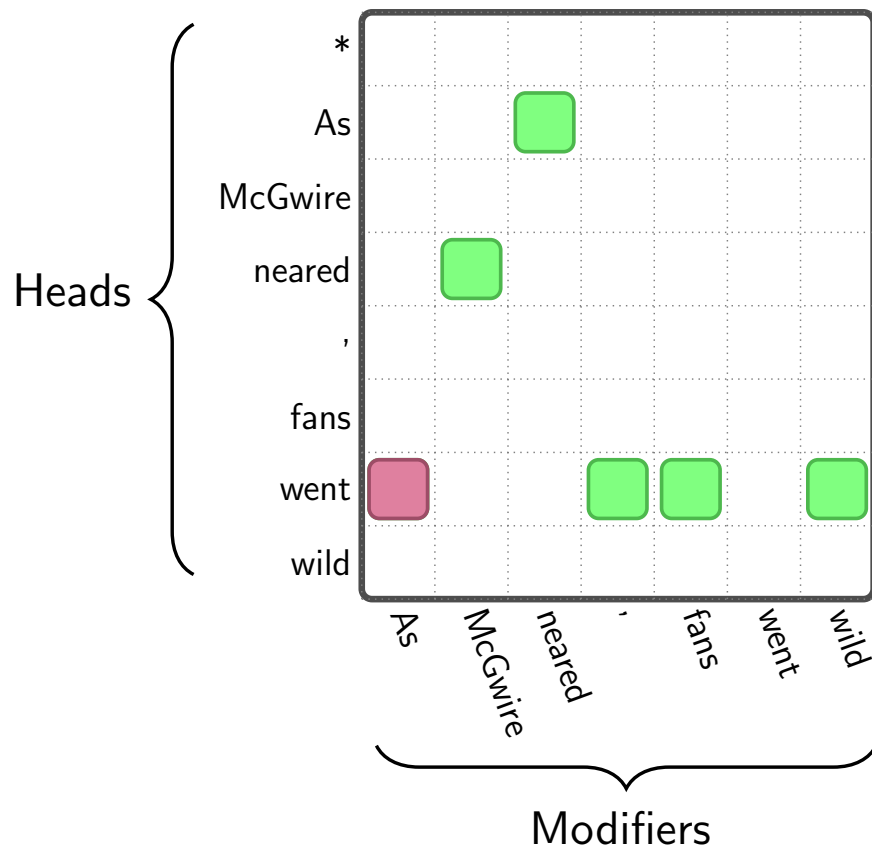 *
As
McGwire
neared
Heads
,
fans
went
wild
As McGwire neared , fans went wild
Modifiers